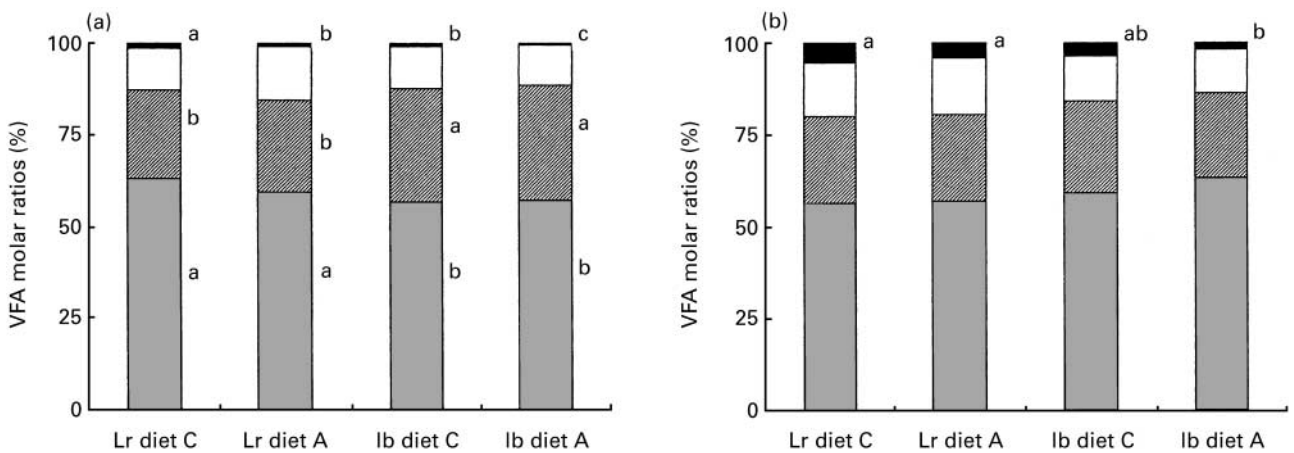 (a)
VFA molar ratios (%)
100
75
50
25
0
a
b
b
c
b
b
a
a
a
a
b
b
Lr diet C
Lr diet A
Ib diet C
Ib diet A
(b)
VFA molar ratios (%)
100
75
50
25
0
a
a
ab
b
Lr diet C
Lr diet A
Ib diet C
Ib diet A